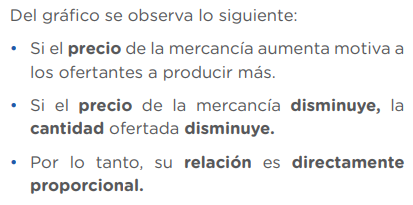 Del gráfico se observa lo siguiente:
• Si el precio de la mercancía aumenta motiva a
los ofertantes a producir más.
• Si el precio de la mercancía disminuye, la
cantidad ofertada disminuye.
• Por lo tanto, su relación es directamente
proporcional.